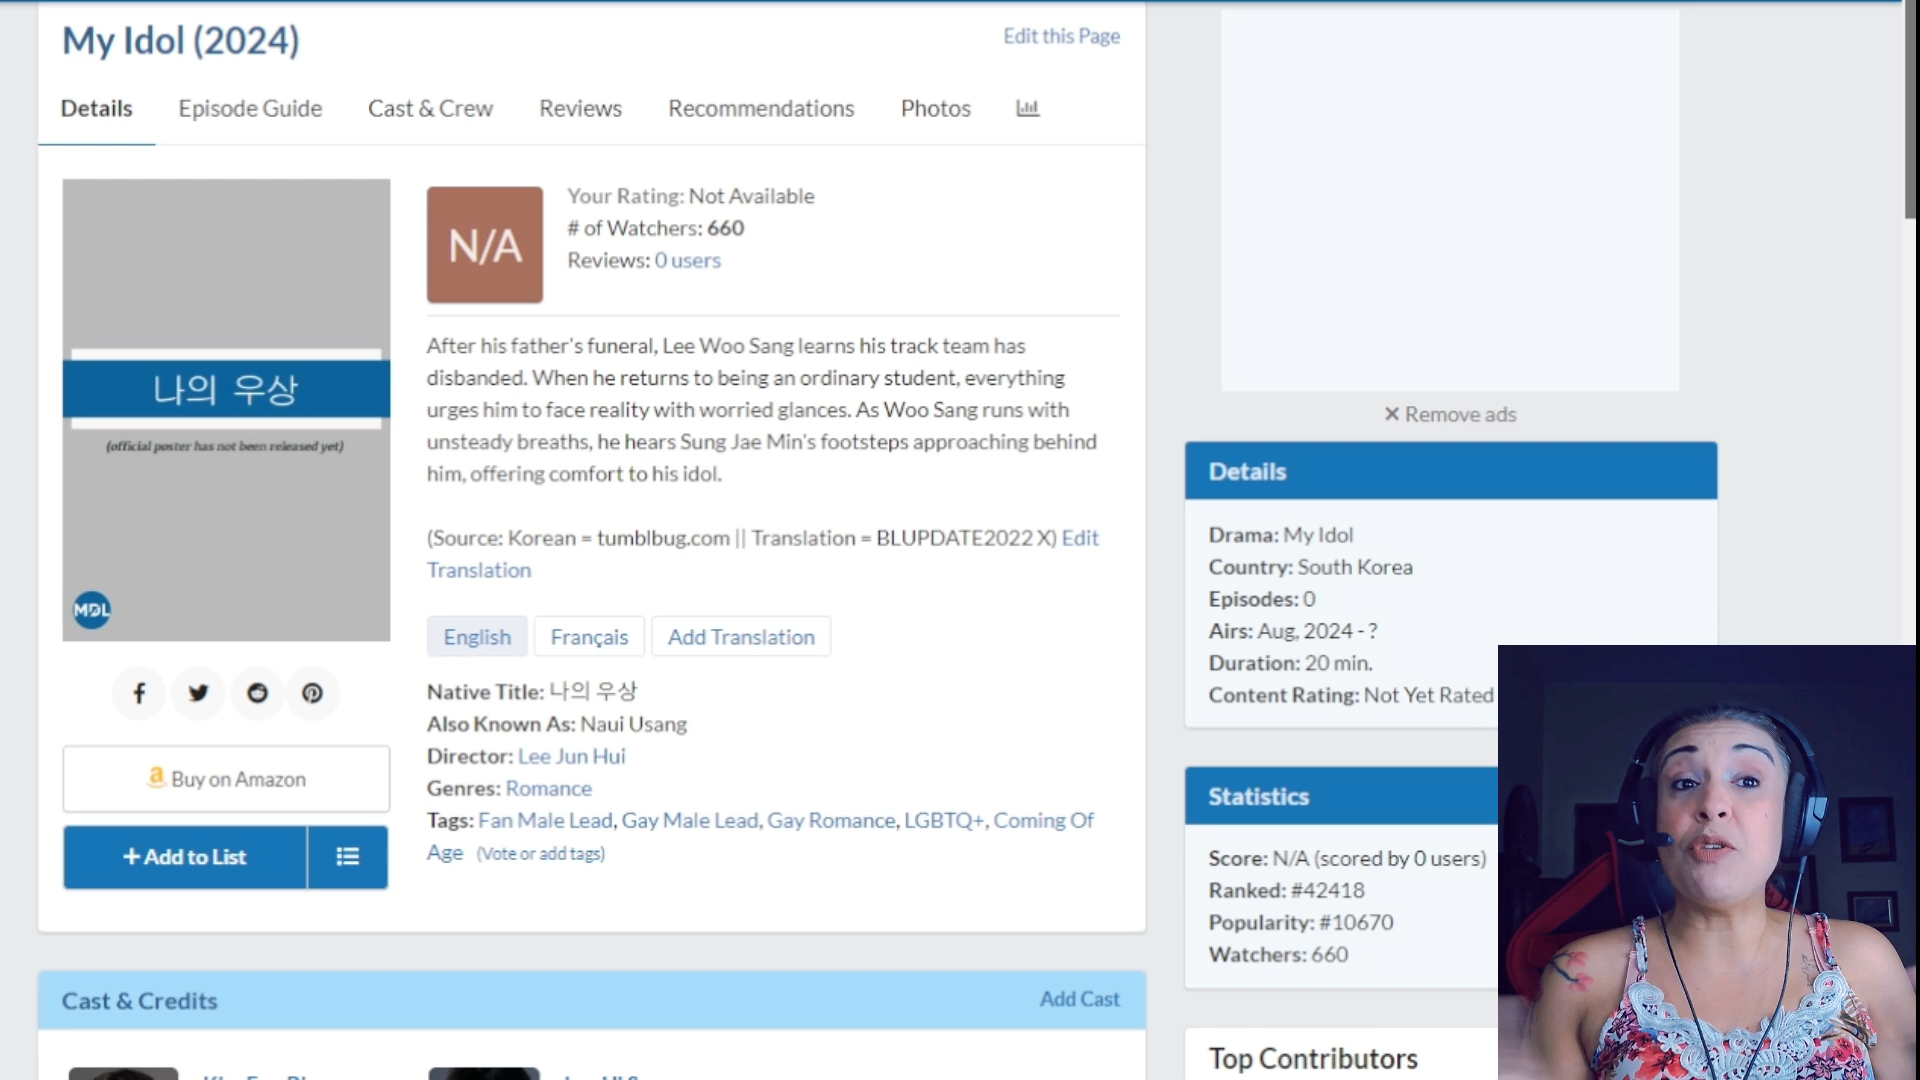 My Idol (2024)
Edit this Page
Details
Episode Guide
Cast & Crew
Reviews
Recommendations
Photos
나의 우상
(official poster has not been released yet)
MDL
N/A
Your Rating: Not Available
# of Watchers: 660
Reviews: 0 users
After his father's funeral, Lee Woo Sang learns his track team has
disbanded. When he returns to being an ordinary student, everything
urges him to face reality with worried glances. As Woo Sang runs with
unsteady breaths, he hears Sung Jae Min's footsteps approaching behind
him, offering comfort to his idol.
(Source: Korean = tumblbug.com || Translation = BLUPDATE2022 X) Edit
Translation
English
Français
Add Translation
Native Title: 나의 우상
Also Known As: Naui Usang
Director: Lee Jun Hui
Genres: Romance
Tags: Fan Male Lead, Gay Male Lead, Gay Romance, LGBTQ+, Coming Of
Age (Vote or add tags)
Buy on Amazon
+Add to List
Cast & Credits
Add Cast
× Remove ads
Details
Drama: My Idol
Country: South Korea
Episodes: 0
Airs: Aug, 2024 - ?
Duration: 20 min.
Content Rating: Not Yet Rated
Statistics
Score: N/A (scored by 0 users)
Ranked: #42418
Popularity: #10670
Watchers: 660
Top Contributors